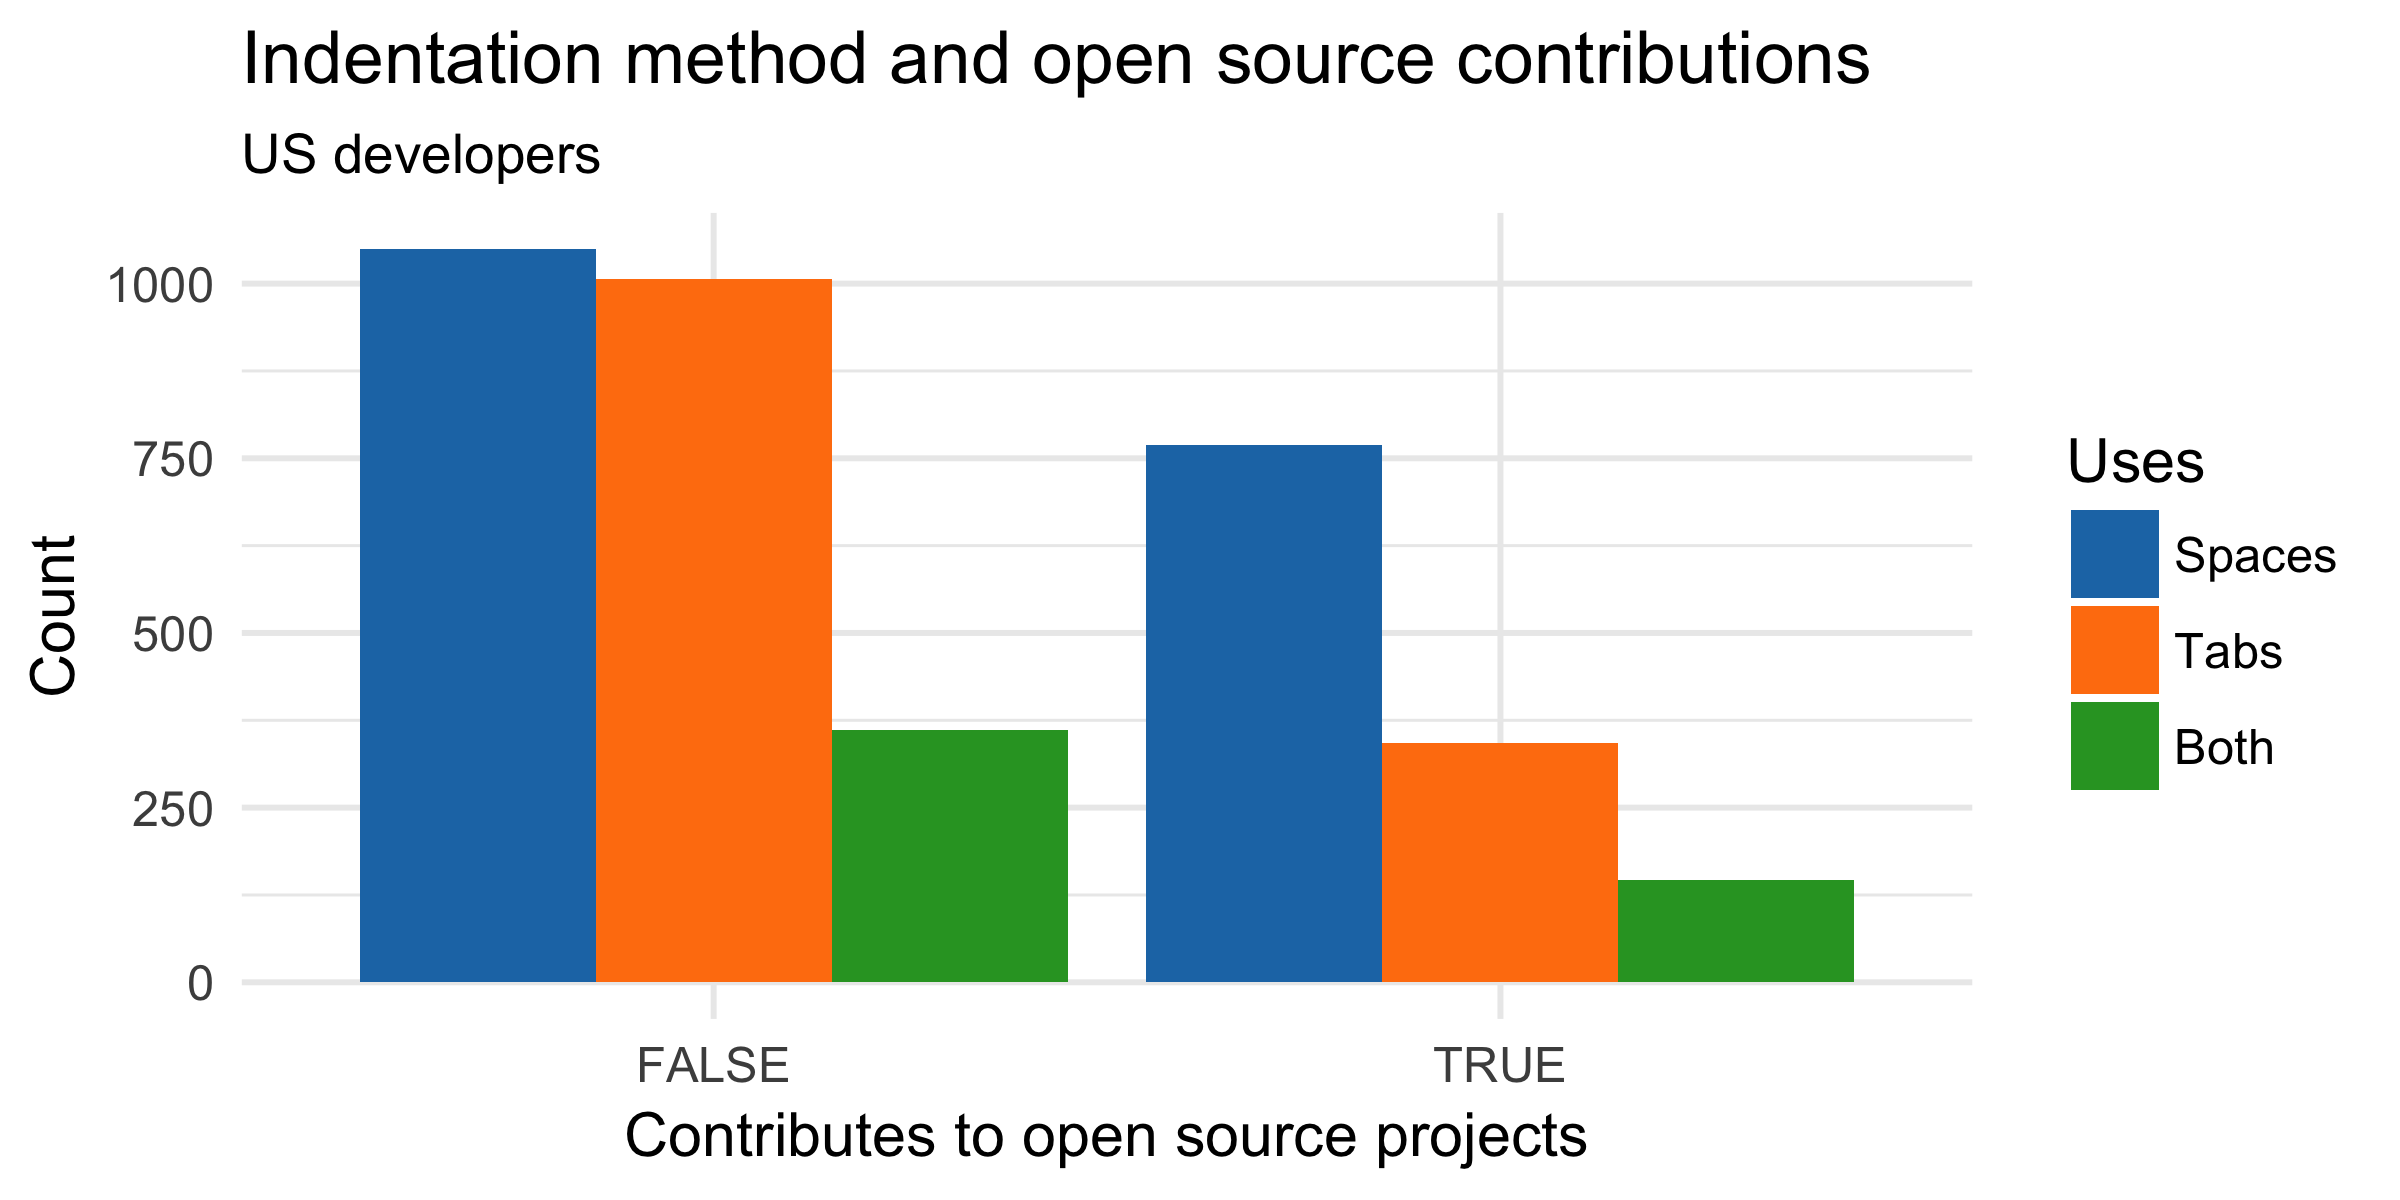 Indentation method and open source contributions
US developers
Count
1000
750
500
250
0
FALSE
TRUE
Contributes to open source projects
Uses
Spaces
Tabs
Both